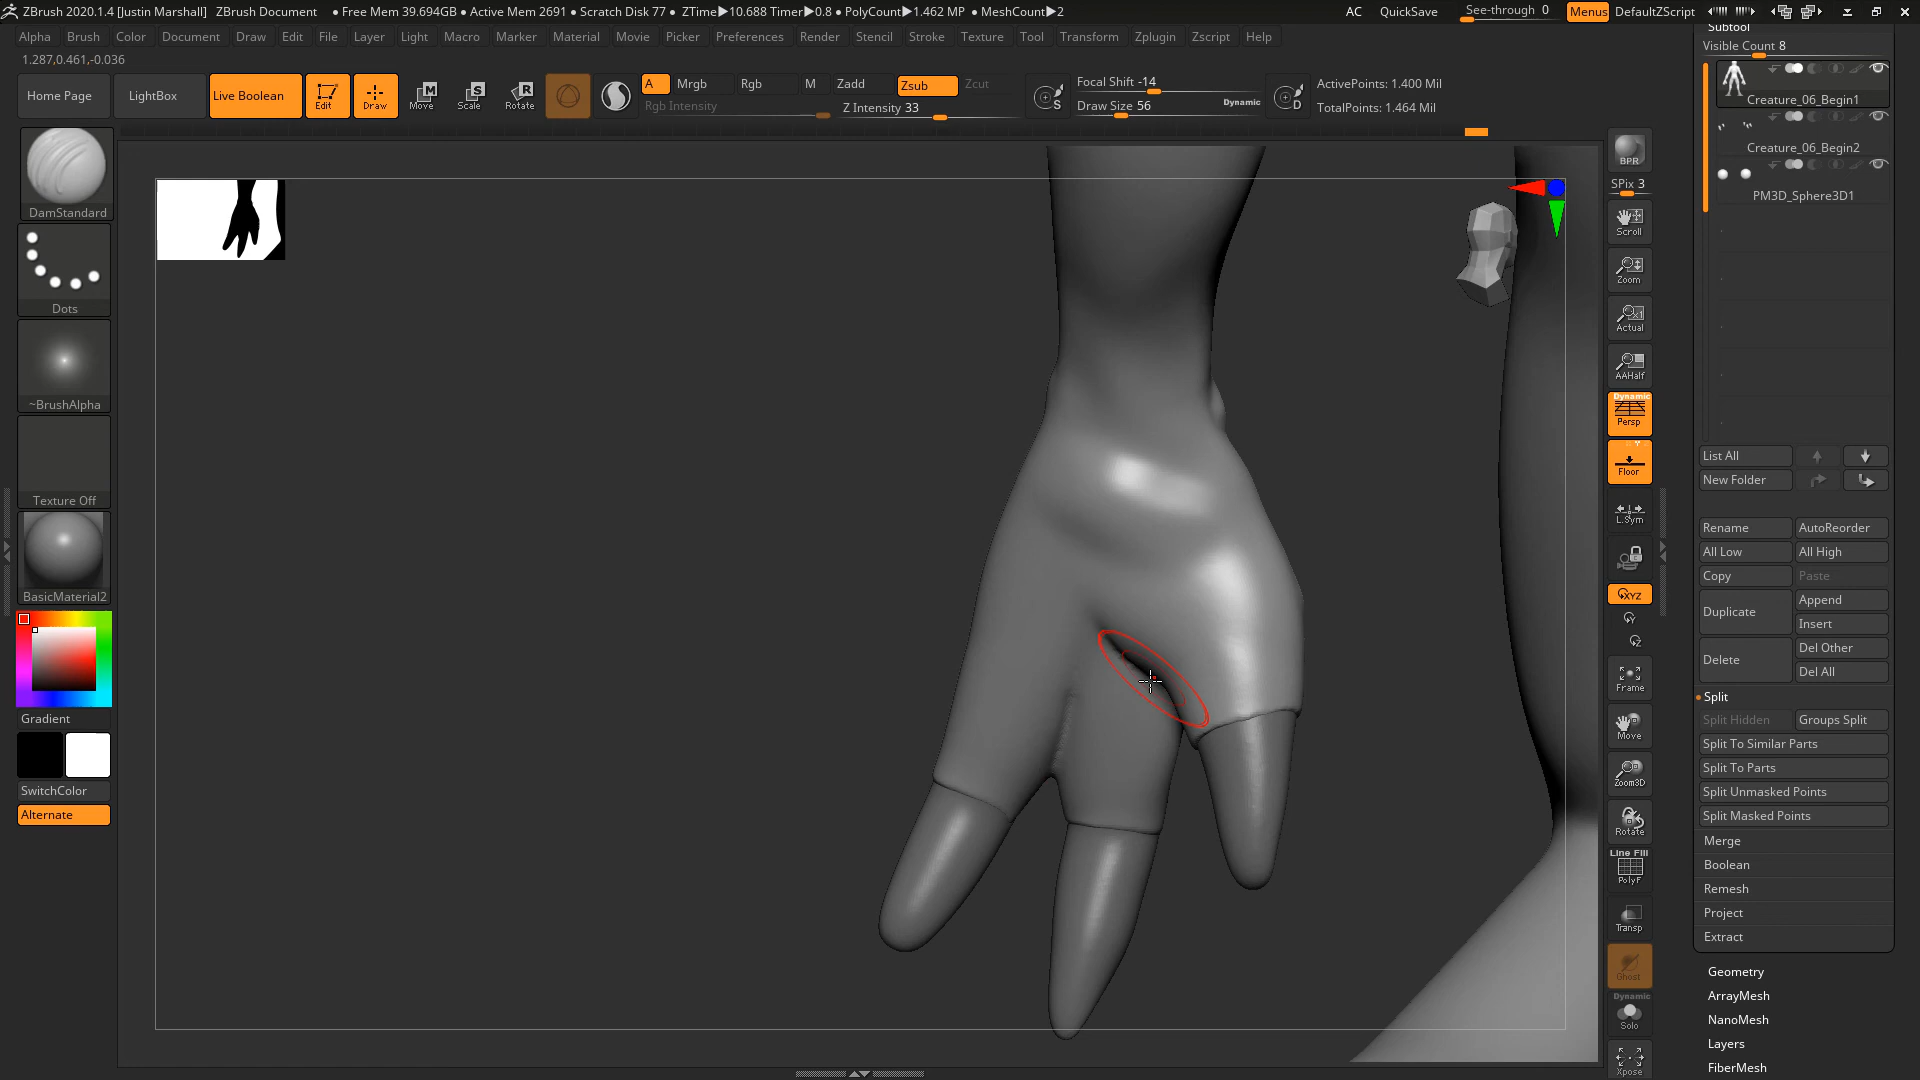 ZBrush 2020.1.4 [Justin Marshall] ZBrush Document ● Free Mem 39.694GB ● Active Mem 2691 ● Scratch Disk 77 ● ZTime▶10.688 Timer▶0.8 ● PolyCount▶1.462 MP ● MeshCount▶2 AC QuickSave See-through 0 Menus DefaultZScript
Alpha Brush Color Document Draw Edit File Layer Light Macro Marker Material Movie Picker Preferences Render Stencil Stroke Texture Tool Transform Zplugin Zscript Help
1.287,0.461,-0.036
Home Page LightBox Live Boolean Edit Draw Move Scale Rotate
A Mrgb Rgb M Zadd Zsub Zcut
Rgb Intensity Z Intensity 33
Focal Shift -14
Draw Size 56 Dynamic
ActivePoints: 1.400 Mil
TotalPoints: 1.464 Mil
DamStandard
Dots
~BrushAlpha
Texture Off
BasicMaterial2
Gradient
SwitchColor
Alternate
BPR
SPix 3
Scroll
Zoom
Actual
AAHalf
Dynamic
Persp
Floor
L.Sym
XYZ
Frame
Move
Zoom3D
Rotate
Line Fill
PolyF
Transp
Ghost
Dynamic
Solo
Xpose
Subtool
Visible Count 8
Creature_06_Begin1
Creature_06_Begin2
PM3D_Sphere3D1
List All
New Folder
Rename AutoReorder
All Low All High
Copy Paste
Duplicate Append
Insert
Delete Del Other
Del All
Split
Split Hidden Groups Split
Split To Similar Parts
Split To Parts
Split Unmasked Points
Split Masked Points
Merge
Boolean
Remesh
Project
Extract
Geometry
ArrayMesh
NanoMesh
Layers
FiberMesh